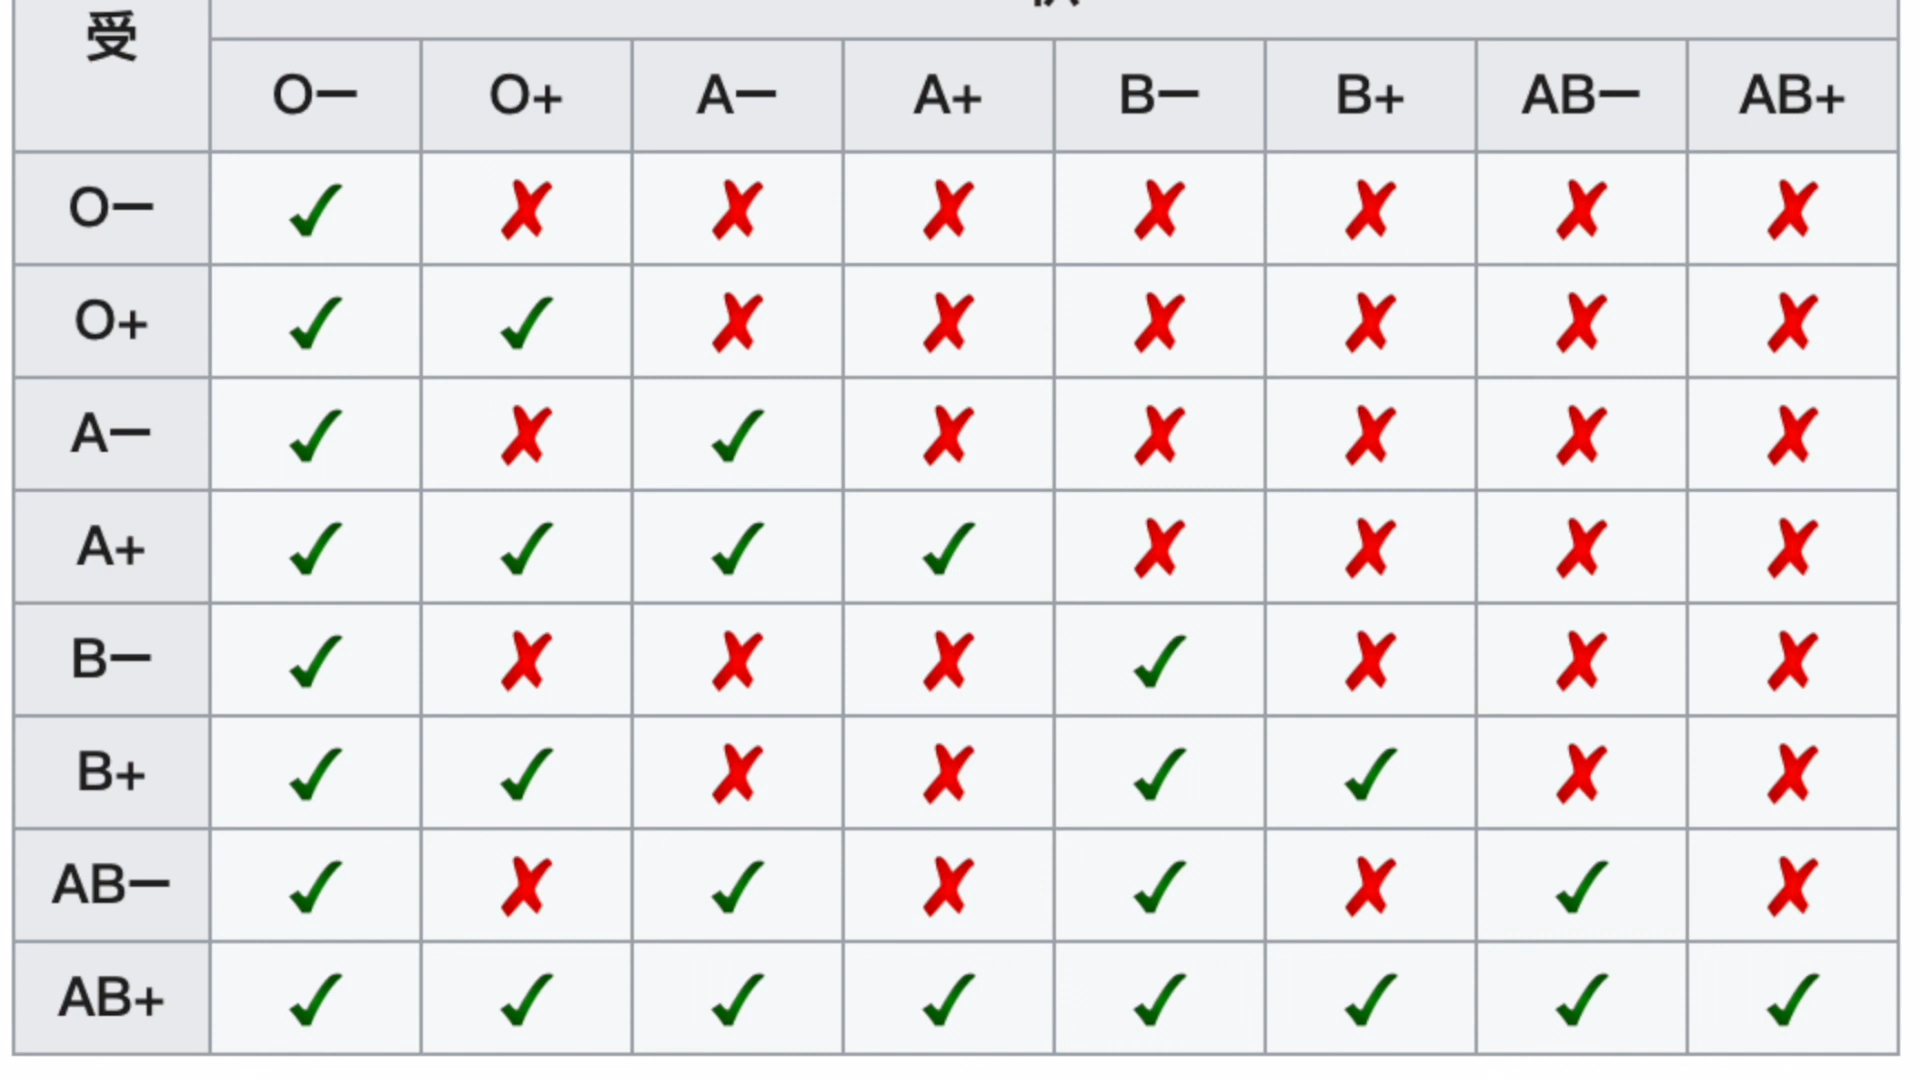 受
O− O+ A− A+ B− B+ AB− AB+
O− ✓ ✗ ✗ ✗ ✗ ✗ ✗ ✗
O+ ✓ ✓ ✗ ✗ ✗ ✗ ✗ ✗
A− ✓ ✗ ✓ ✗ ✗ ✗ ✗ ✗
A+ ✓ ✓ ✓ ✓ ✗ ✗ ✗ ✗
B− ✓ ✗ ✗ ✗ ✓ ✗ ✗ ✗
B+ ✓ ✓ ✗ ✗ ✓ ✓ ✗ ✗
AB− ✓ ✗ ✓ ✗ ✓ ✗ ✓ ✗
AB+ ✓ ✓ ✓ ✓ ✓ ✓ ✓ ✓